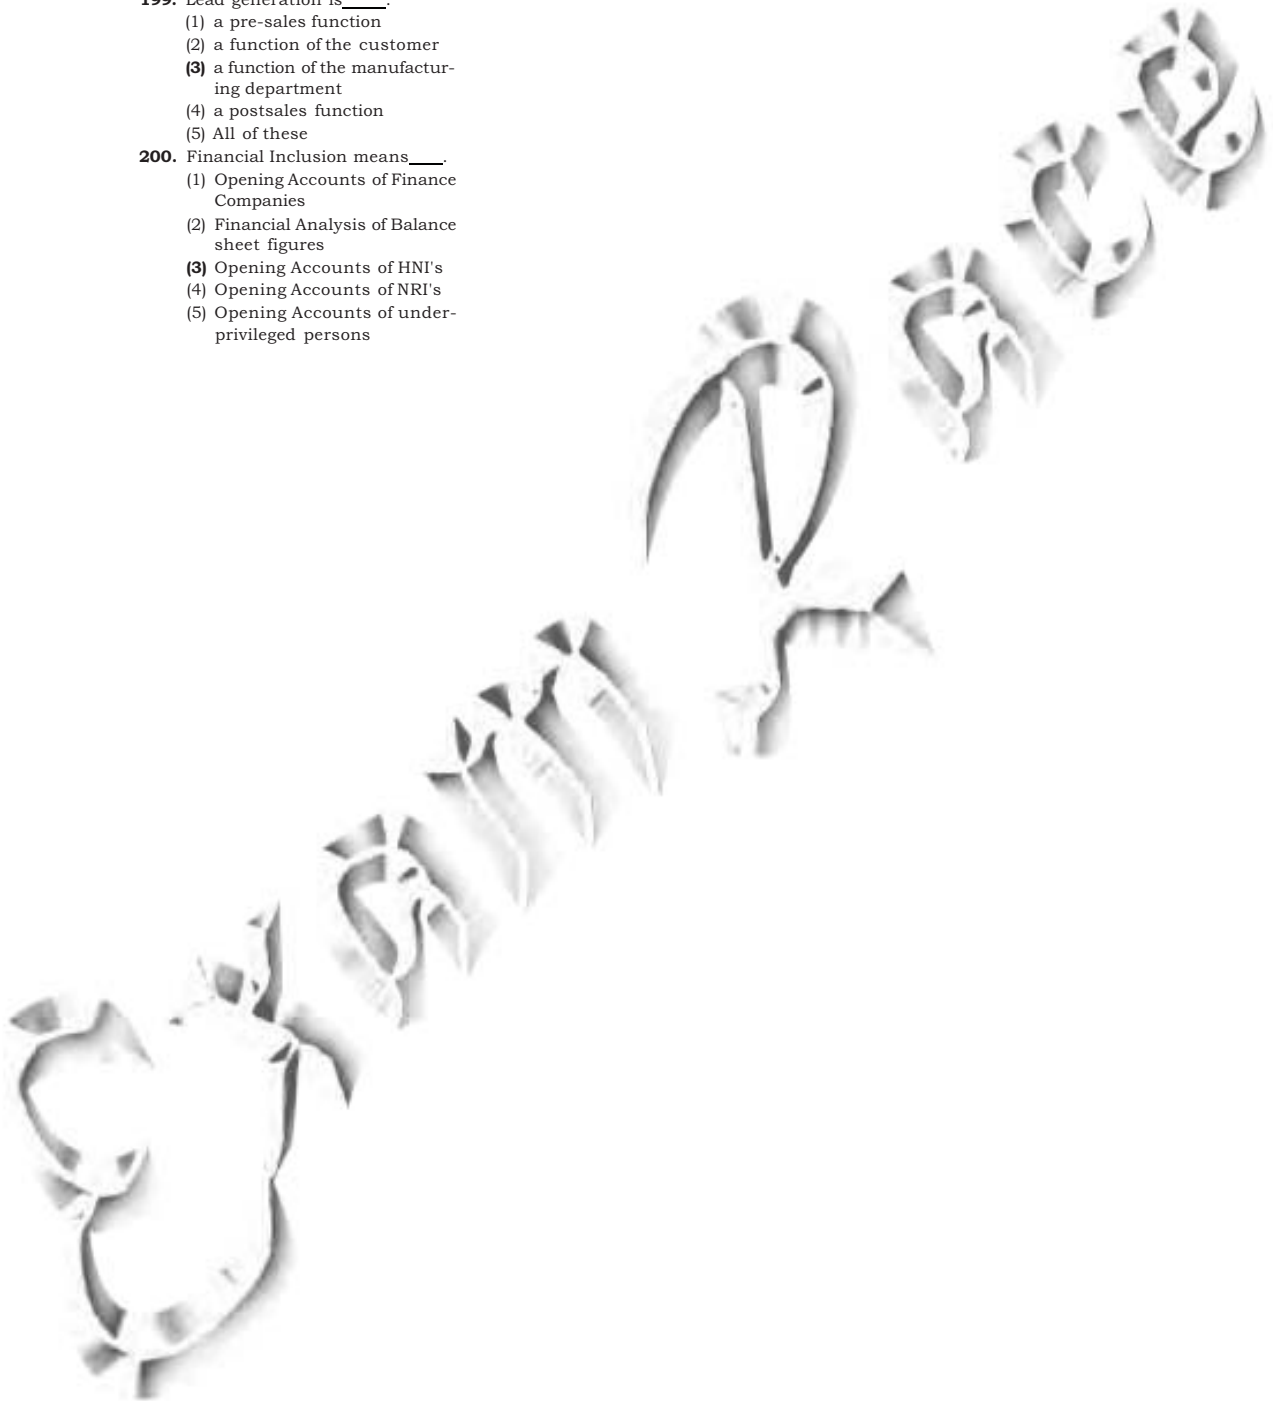 199. Lead generation is____.
(1) a pre-sales function
(2) a function of the customer
(3) a function of the manufactur-
ing department
(4) a postsales function
(5) All of these
200. Financial Inclusion means____.
(1) Opening Accounts of Finance
Companies
(2) Financial Analysis of Balance
sheet figures
(3) Opening Accounts of HNI's
(4) Opening Accounts of NRI's
(5) Opening Accounts of under-
privileged persons